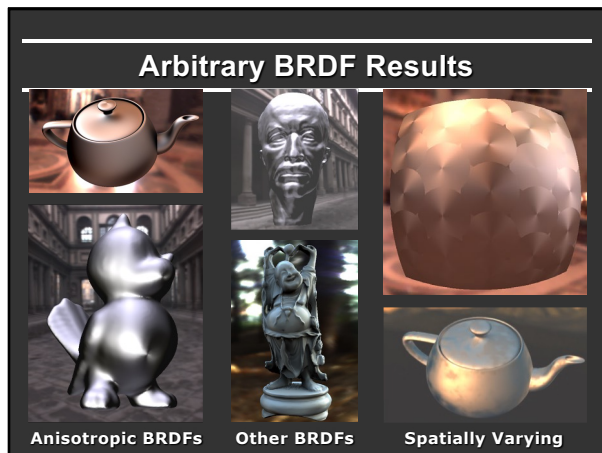 Arbitrary BRDF Results
Anisotropic BRDFs
Other BRDFs
Spatially Varying